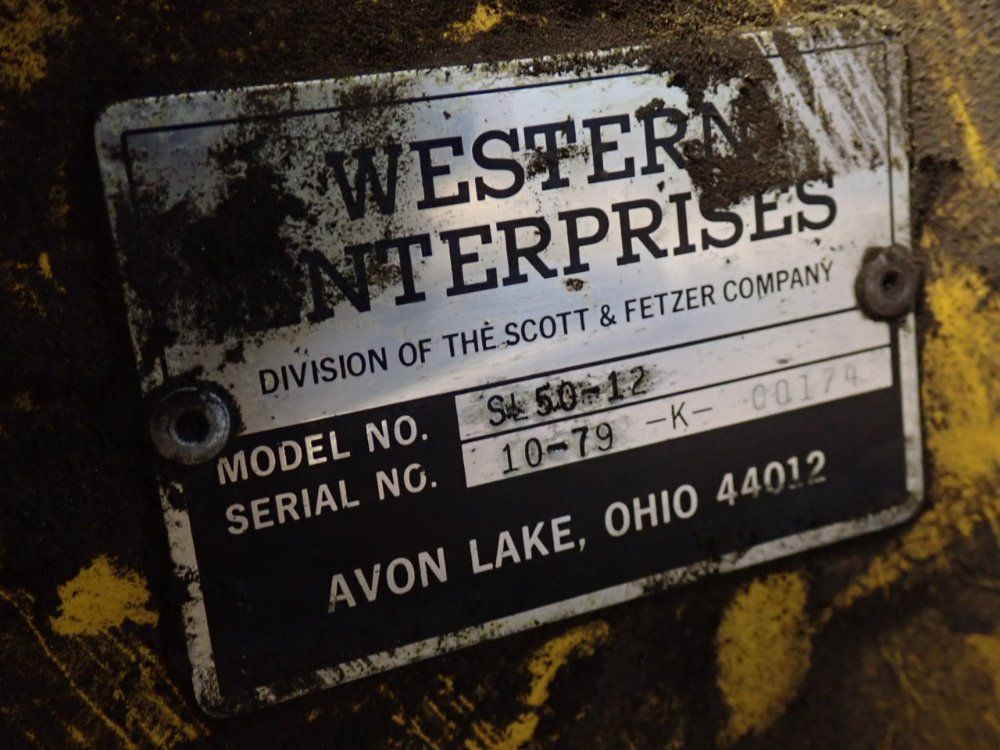 WESTERN
ENTERPRISES
DIVISION OF THE SCOTT & FETZER COMPANY
MODEL NO. SL50-12
SERIAL NO. 10-79 -K- 00174
AVON LAKE, OHIO 44012